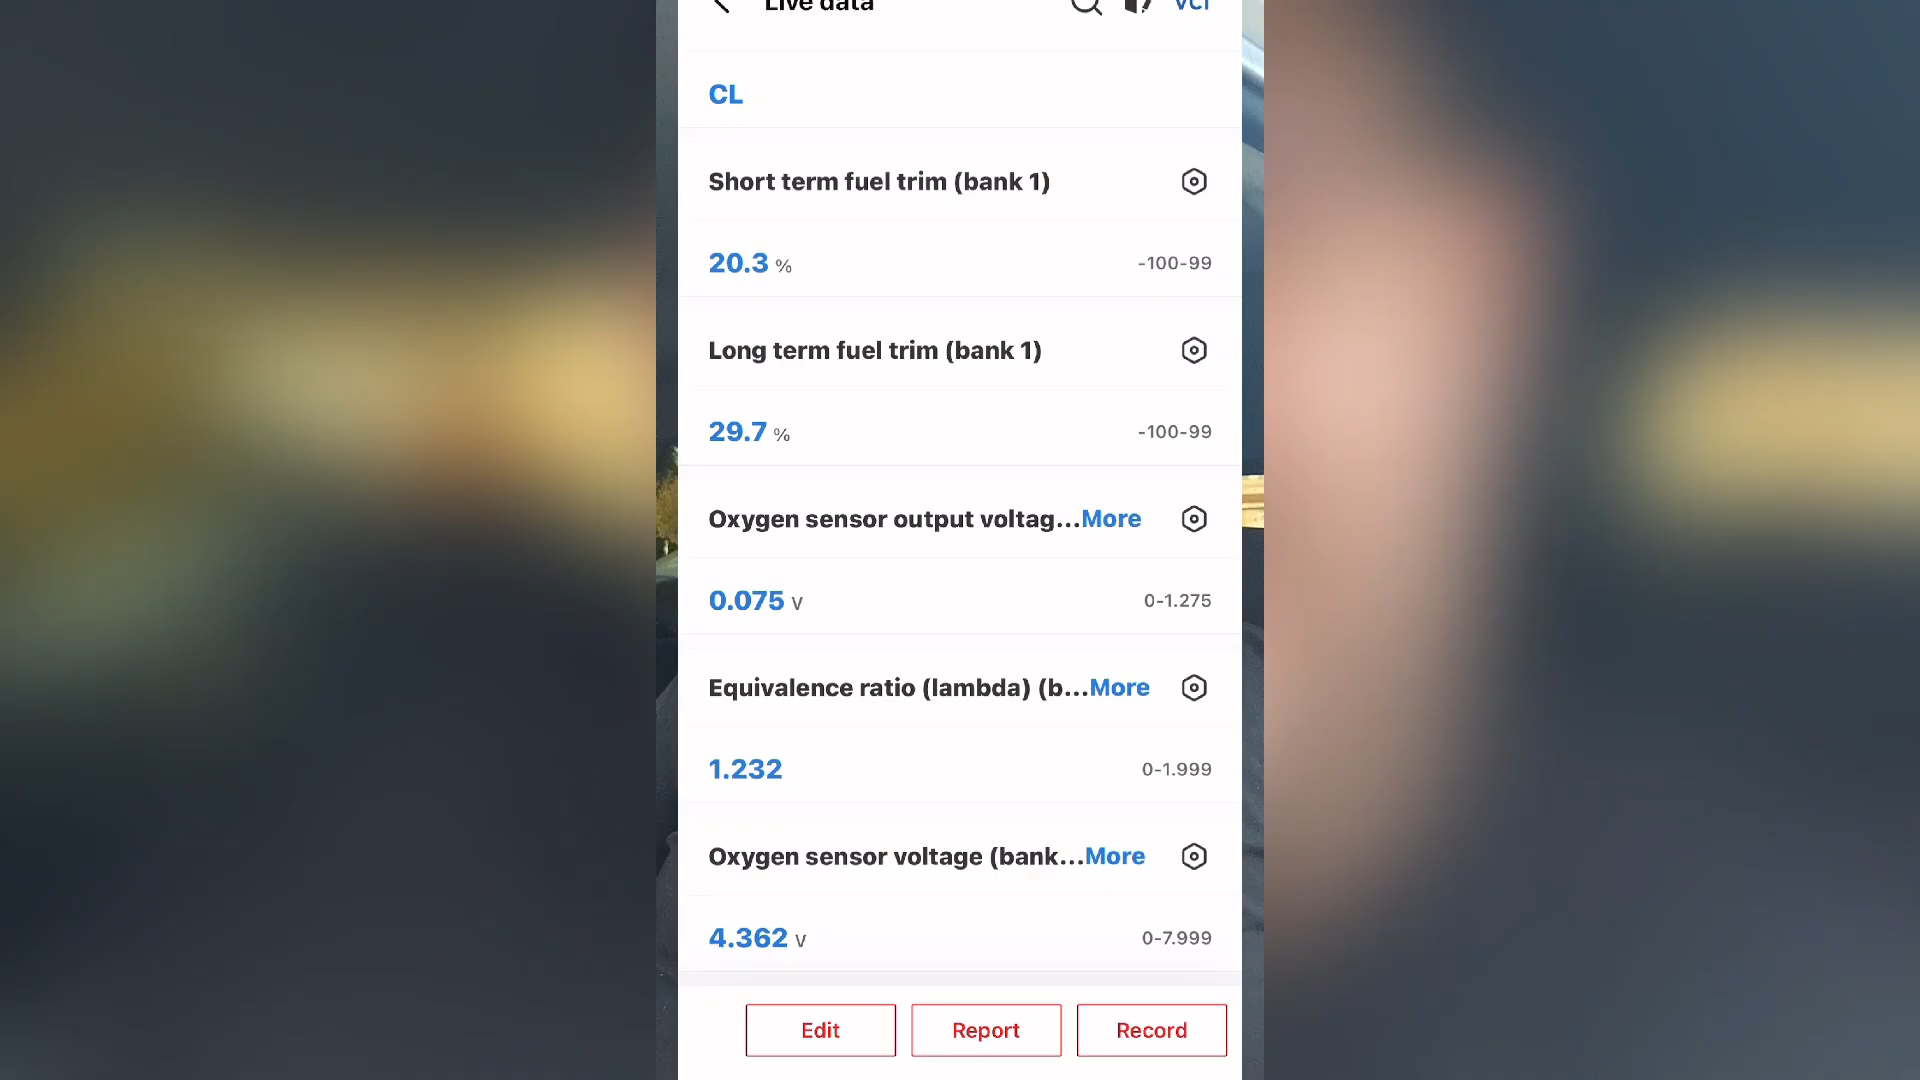 Live data
VCI
CL
Short term fuel trim (bank 1)
20.3 %
-100-99
Long term fuel trim (bank 1)
29.7 %
-100-99
Oxygen sensor output voltag...More
0.075 V
0-1.275
Equivalence ratio (lambda) (b...More
1.232
0-1.999
Oxygen sensor voltage (bank...More
4.362 V
0-7.999
Edit
Report
Record